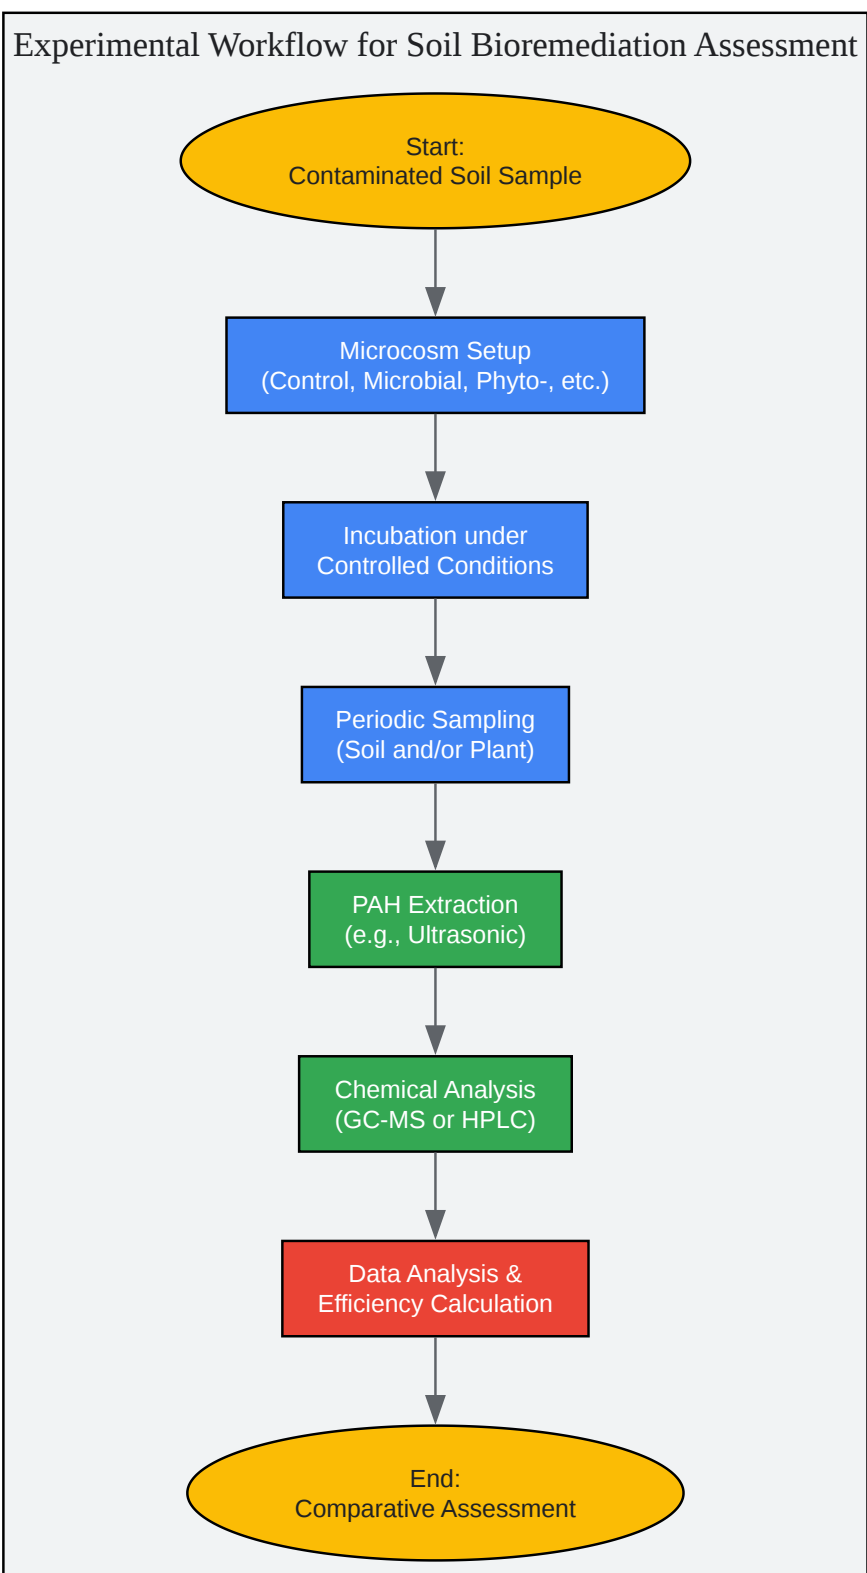 Experimental Workflow for Soil Bioremediation Assessment
Start:
Contaminated Soil Sample
Microcosm Setup
(Control, Microbial, Phyto-, etc.)
Incubation under
Controlled Conditions
Periodic Sampling
(Soil and/or Plant)
PAH Extraction
(e.g., Ultrasonic)
Chemical Analysis
(GC-MS or HPLC)
Data Analysis &
Efficiency Calculation
End:
Comparative Assessment